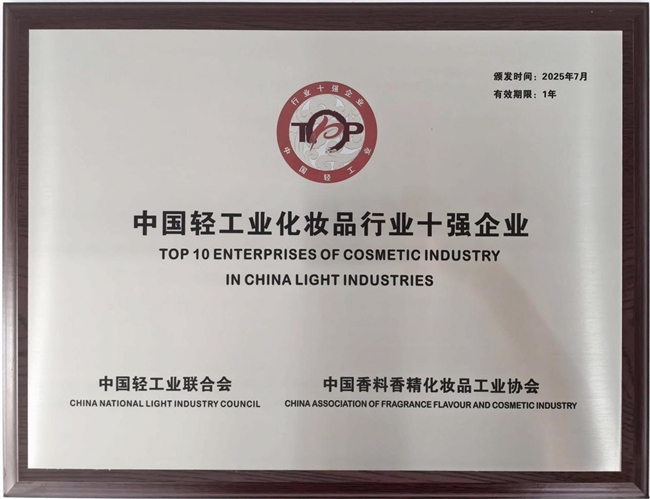 颁发时间：2025年7月
有效期限：1年
行业十强企业
TOP
中国轻工业
中国轻工业化妆品行业十强企业
TOP 10 ENTERPRISES OF COSMETIC INDUSTRY
IN CHINA LIGHT INDUSTRIES
中国轻工业联合会
中国香料香精化妆品工业协会
CHINA NATIONAL LIGHT INDUSTRY COUNCIL
CHINA ASSOCIATION OF FRAGRANCE FLAVOUR AND COSMETIC INDUSTRY